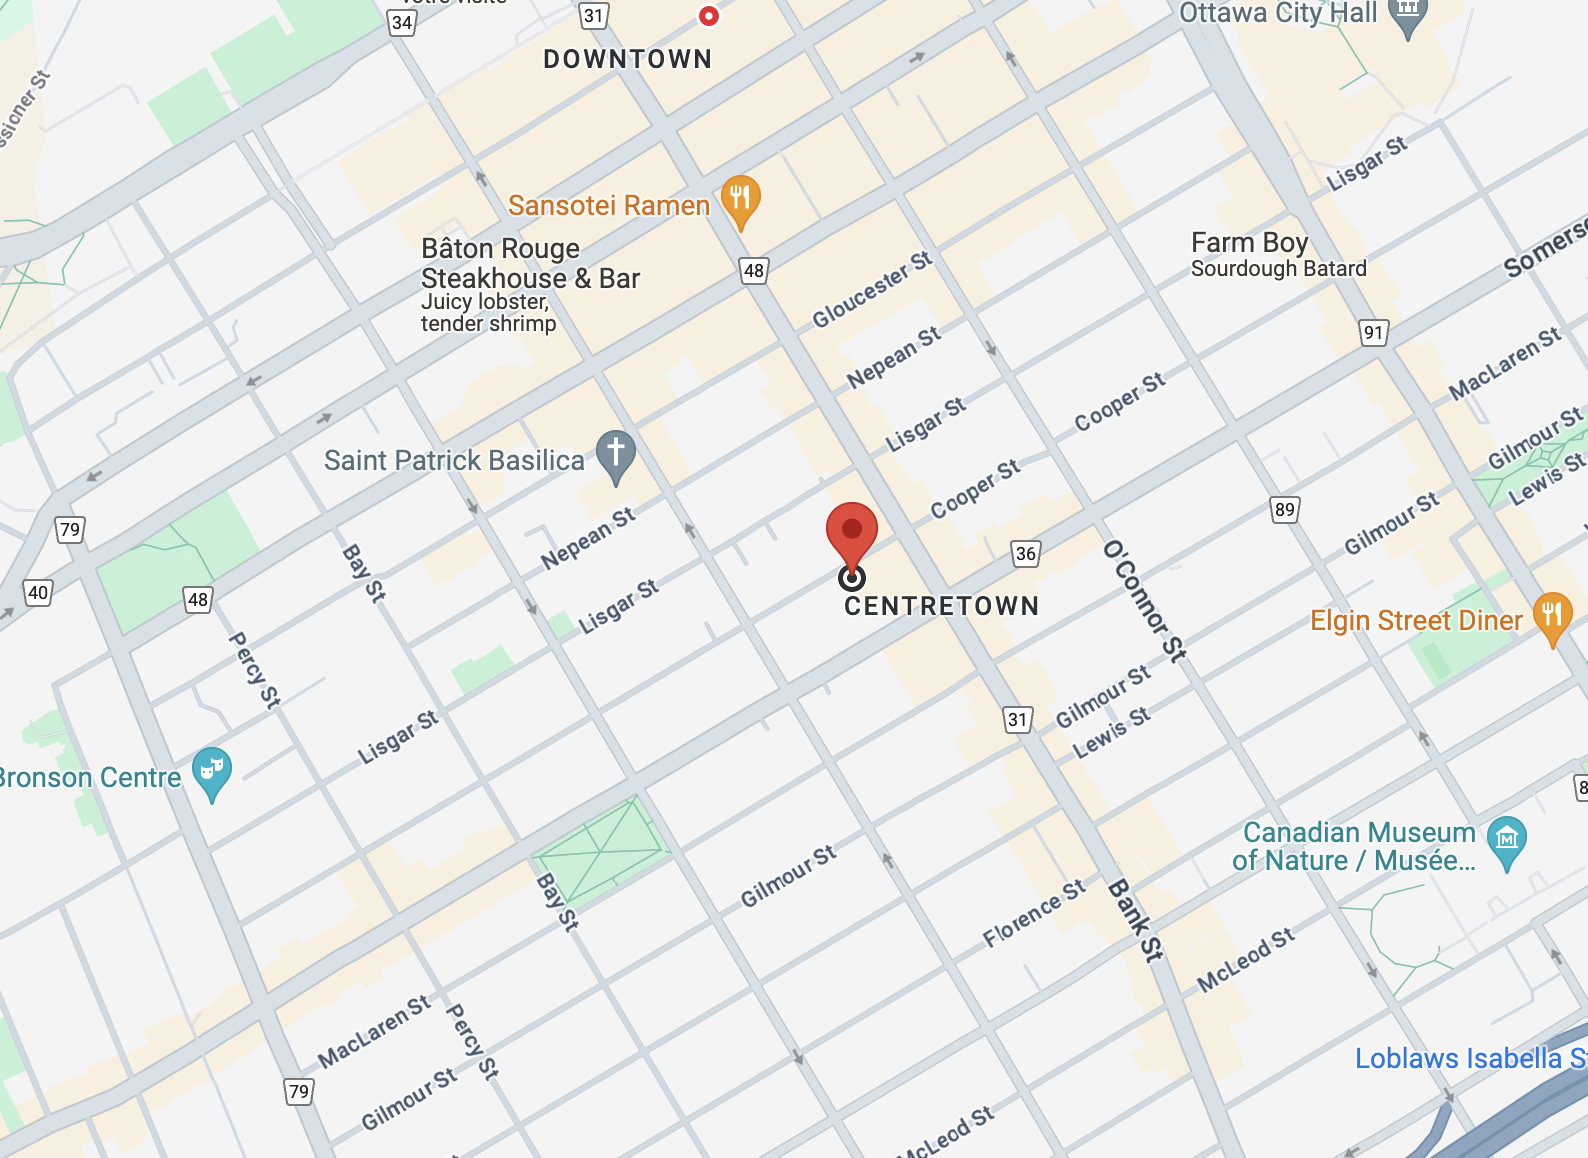 votre visite
34
31
DOWNTOWN
Ottawa City Hall
ssioner St
Lisgar St
Sansotei Ramen
Bâton Rouge
Steakhouse & Bar
Juicy lobster,
tender shrimp
48
Gloucester St
Farm Boy
Sourdough Batard
Somers
91
Nepean St
MacLaren St
Lisgar St
Cooper St
Gilmour St
Lewis St
Saint Patrick Basilica
Cooper St
79
Nepean St
89
Gilmour St
36
Bay St
40
48
Lisgar St
CENTRETOWN
O'Connor St
Elgin Street Diner
Percy St
Gilmour St
31
Lewis St
Lisgar St
Bronson Centre
8
Canadian Museum
of Nature / Musée...
Gilmour St
Bay St
Florence St
Bank St
McLeod St
MacLaren St
Percy St
Loblaws Isabella S
79
Gilmour St
McLeod St